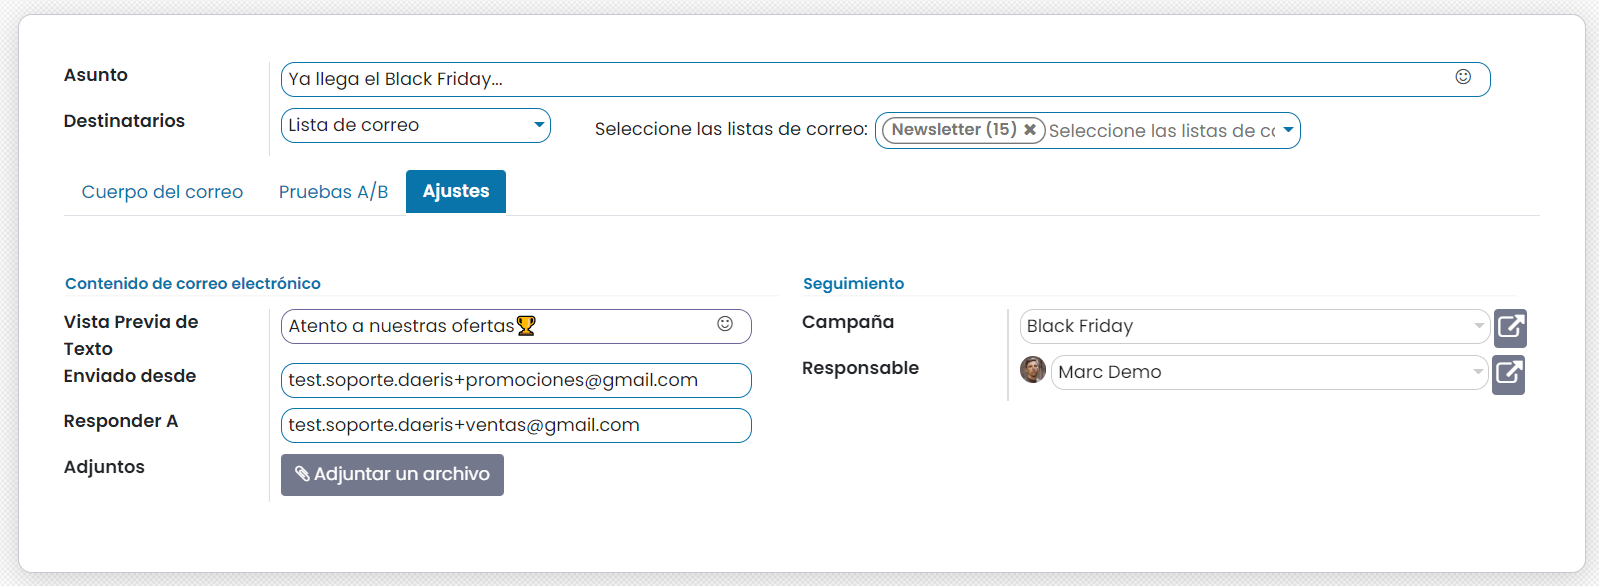 Asunto
Ya llega el Black Friday...
Destinatarios
Lista de correo
Seleccione las listas de correo:
Newsletter (15) ✖ Seleccione las listas de cc
Cuerpo del correo
Pruebas A/B
Ajustes
Contenido de correo electrónico
Vista Previa de
Texto
Atento a nuestras ofertas🏆
Enviado desde
test.soporte.daeris+promociones@gmail.com
Responder A
test.soporte.daeris+ventas@gmail.com
Adjuntos
Adjuntar un archivo
Seguimiento
Campaña
Black Friday
Responsable
Marc Demo